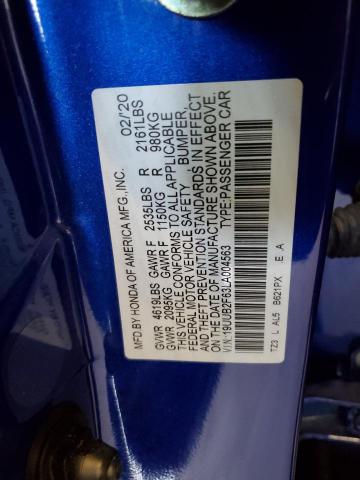 MFD.BY HONDA OF AMERICA MFG.,INC. 02/'20
GVWR 4619LBS GAWR F 2535LBS R 2161LBS
GVWR 2095KG GAWR F 1150KG R 980KG
THIS VEHICLE CONFORMS TO ALL APPLICABLE
FEDERAL MOTOR VEHICLE SAFETY, BUMPER,
AND THEFT PREVENTION STANDARDS IN EFFECT
ON THE DATE OF MANUFACTURE SHOWN ABOVE.
V.I.N:19UUB2F63LA004563 TYPE:PASSENGER CAR
TZ3 L AL5 B621PX E .A